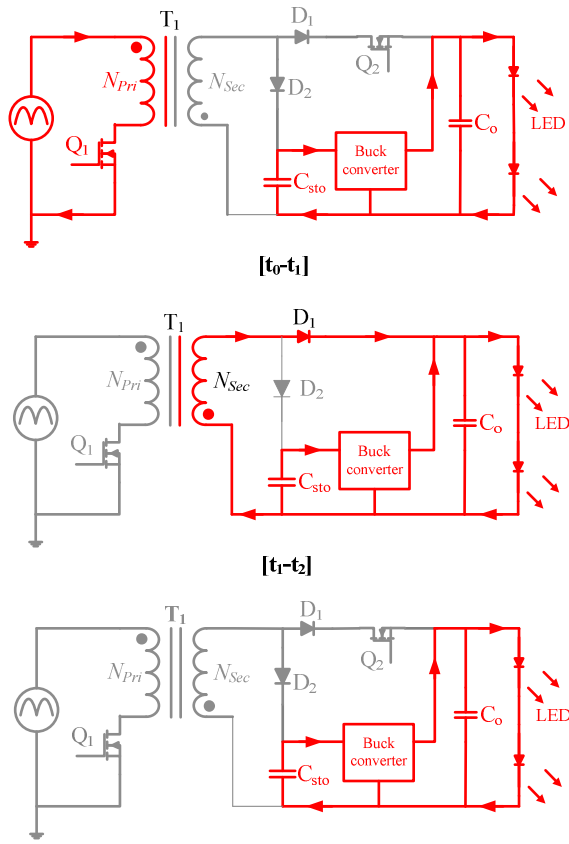 T1
D1
NPri
NSec
Q2
D2
Q1
Buck
converter
Csto
Co
LED
[t0-t1]
T1
D1
NPri
NSec
D2
Q1
Buck
converter
Csto
Co
LED
[t1-t2]
T1
D1
NPri
NSec
Q2
D2
Q1
Buck
converter
Csto
Co
LED